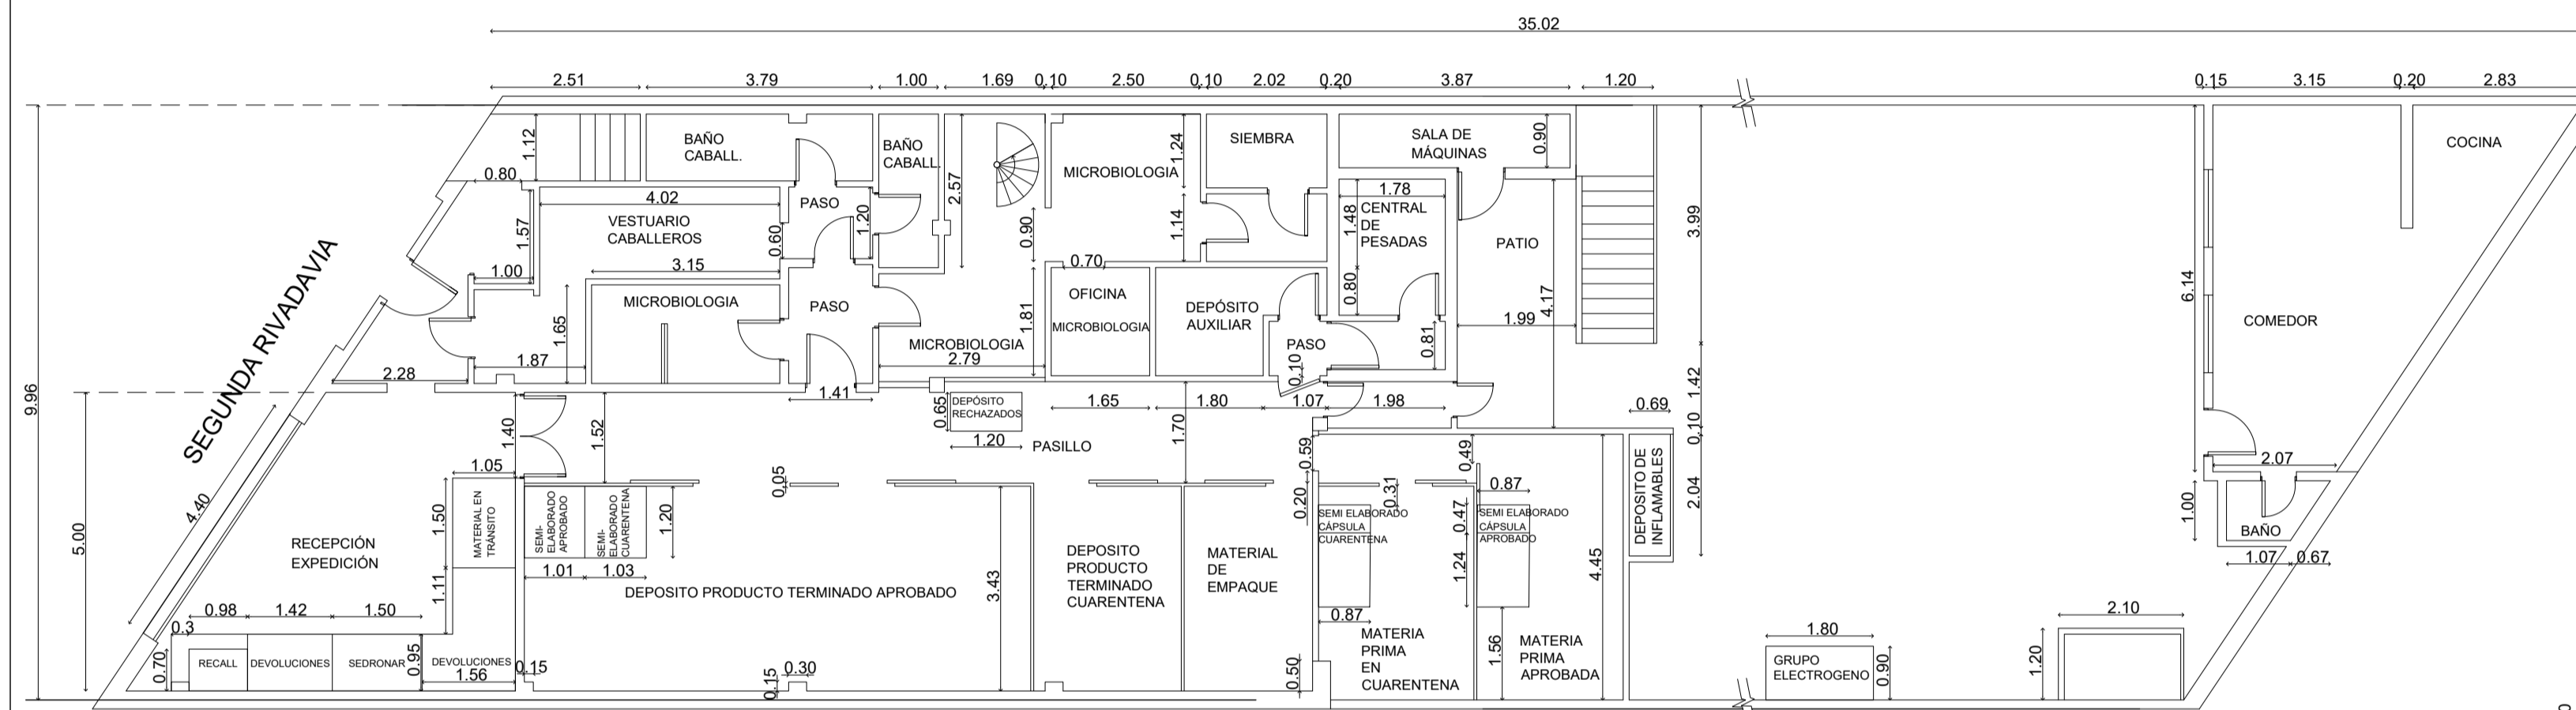 35.02
2.51
3.79
1.00
1.69
0.10
2.50
0.10
2.02
0.20
3.87
1.20
0.15
3.15
0.20
2.83
1.12
BAÑO
CABALL.
BAÑO
CABALL.
2.57
MICROBIOLOGIA
1.24
SIEMBRA
SALA DE
MÁQUINAS
0.90
COCINA
0.80
4.02
PASO
1.20
1.14
1.78
1.48
CENTRAL
DE
PESADAS
3.99
1.57
VESTUARIO
CABALLEROS
0.60
0.90
PATIO
1.00
3.15
0.70
0.80
4.17
6.14
MICROBIOLOGIA
PASO
OFICINA
MICROBIOLOGIA
DEPÓSITO
AUXILIAR
1.65
1.81
1.99
COMEDOR
SEGUNDA RIVADAVIA
MICROBIOLOGIA
2.79
PASO
0.81
0.10
1.87
2.28
1.41
9.96
0.65
DEPÓSITO
RECHAZADOS
1.20
PASILLO
1.65
1.80
1.07
1.98
1.42
0.69
0.10
1.40
1.52
1.70
0.59
0.49
DEPOSITO DE
INFLAMABLES
2.04
2.07
1.05
4.40
5.00
1.50
MATERIAL EN
TRÁNSITO
SEMI-
ELABORADO
APROBADO
SEMI-
ELABORADO
CUARENTENA
1.20
0.05
0.20
0.31
0.87
0.47
SEMI ELABORADO
CÁPSULA
CUARENTENA
SEMI ELABORADO
CÁPSULA
APROBADO
1.00
BAÑO
RECEPCIÓN
EXPEDICIÓN
1.01
1.03
DEPOSITO PRODUCTO TERMINADO APROBADO
3.43
DEPOSITO
PRODUCTO
TERMINADO
CUARENTENA
MATERIAL
DE
EMPAQUE
1.24
4.45
1.07
0.67
1.11
0.98
1.42
1.50
0.87
2.10
0.3
0.70
RECALL
DEVOLUCIONES
SEDRONAR
0.95
DEVOLUCIONES
1.56
0.15
0.15
0.30
0.50
MATERIA
PRIMA
EN
CUARENTENA
1.56
MATERIA
PRIMA
APROBADA
1.80
GRUPO
ELECTROGENO
0.90
1.20